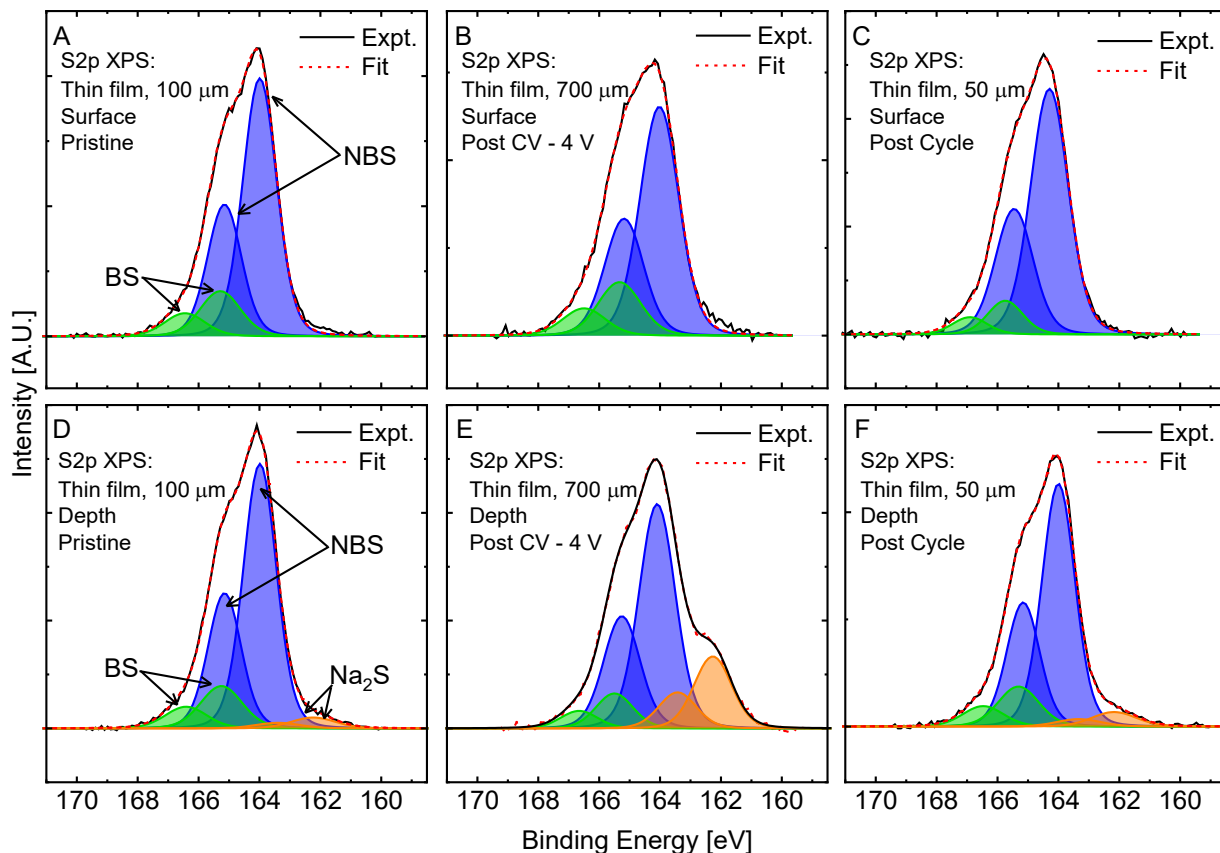 A
S2p XPS:
Thin film, 100 μm
Surface
Pristine
Expt.
Fit
NBS
BS
B
S2p XPS:
Thin film, 700 μm
Surface
Post CV - 4 V
Expt.
Fit
C
S2p XPS:
Thin film, 50 μm
Surface
Post Cycle
Expt.
Fit
Intensity [A.U.]
D
S2p XPS:
Thin film, 100 μm
Depth
Pristine
Expt.
Fit
NBS
BS
Na₂S
E
S2p XPS:
Thin film, 700 μm
Depth
Post CV - 4 V
Expt.
Fit
F
S2p XPS:
Thin film, 50 μm
Depth
Post Cycle
Expt.
Fit
170 168 166 164 162 160
170 168 166 164 162 160
170 168 166 164 162 160
Binding Energy [eV]